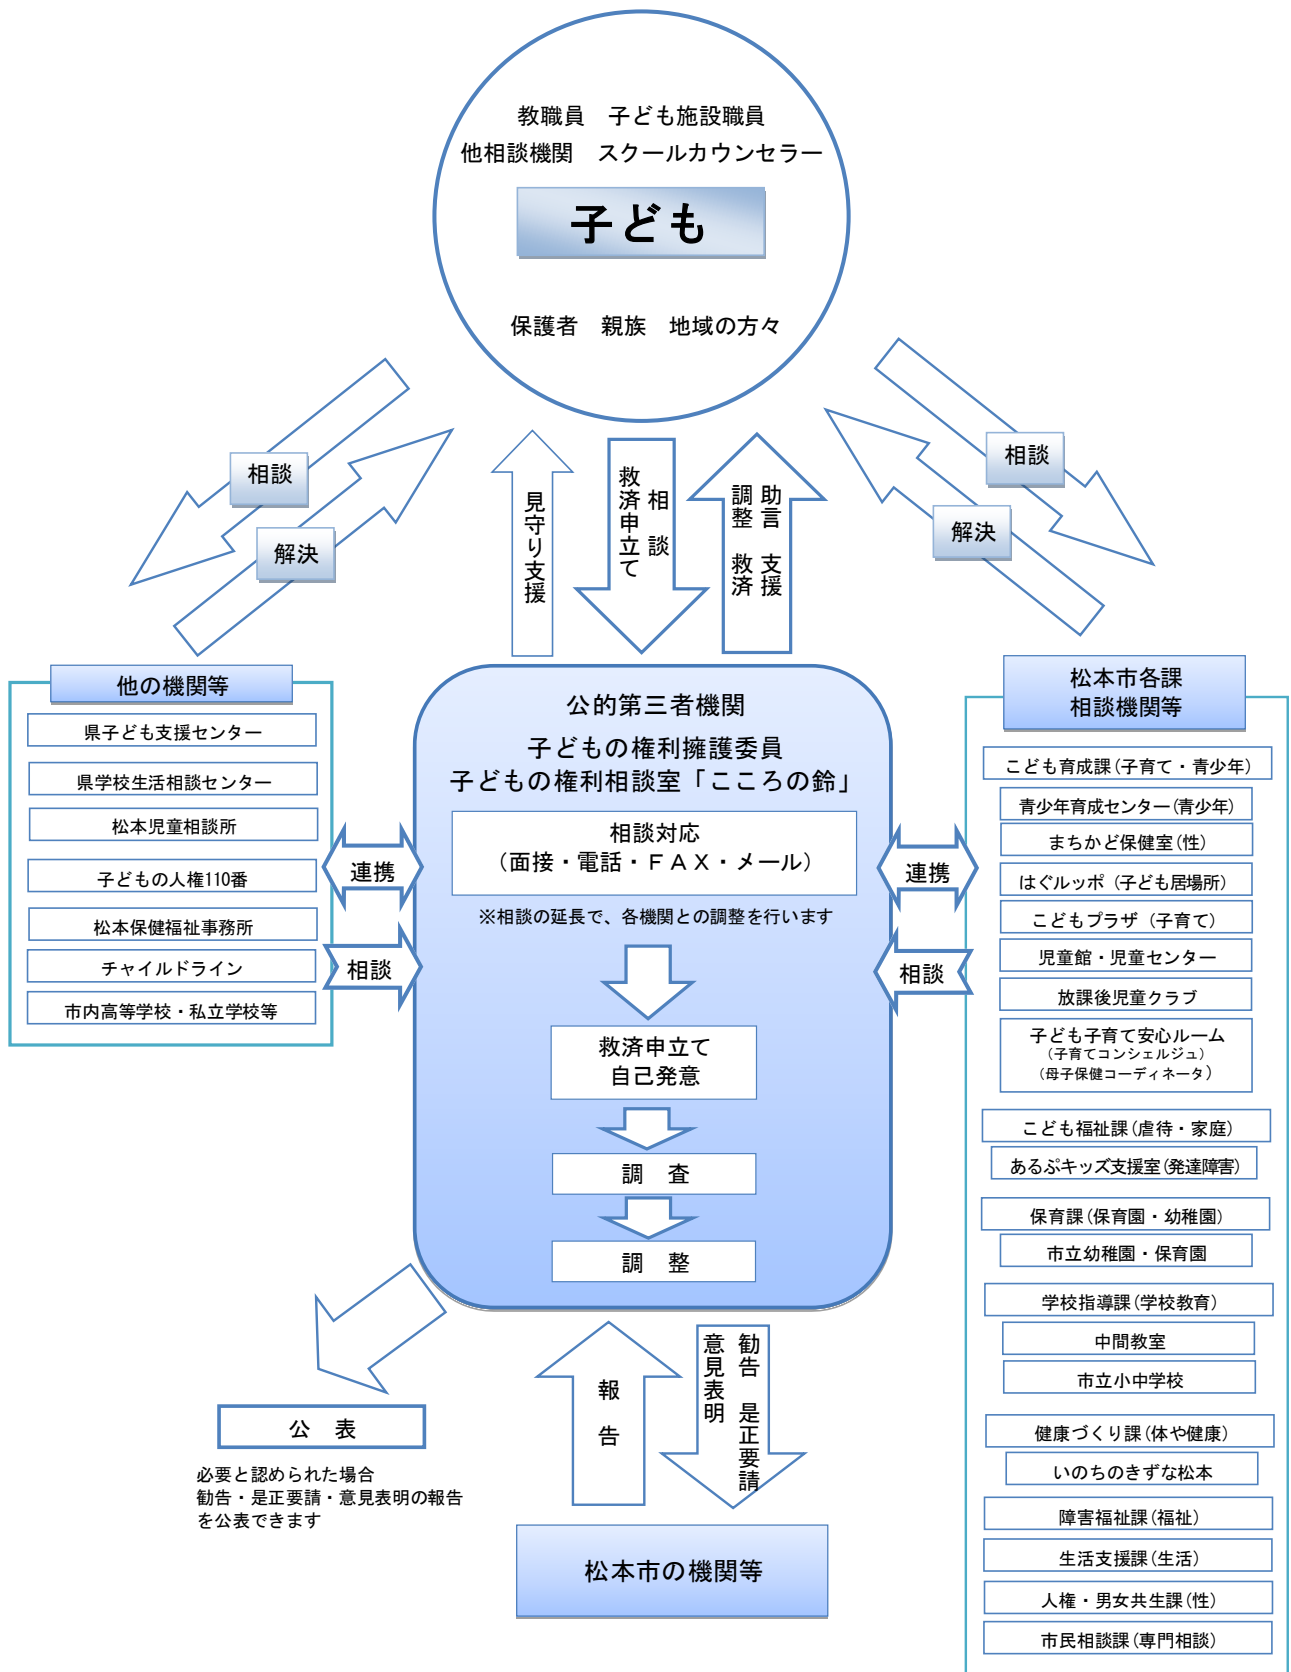 教職員　子ども施設職員
他相談機関　スクールカウンセラー
子ども
保護者　親族　地域の方々
相談
解決
見守り支援
相　談
救済申立て
助言　支援
調整　救済
相談
解決
他の機関等
県子ども支援センター
県学校生活相談センター
松本児童相談所
子どもの人権110番
松本保健福祉事務所
チャイルドライン
市内高等学校・私立学校等
連携
相談
公的第三者機関
子どもの権利擁護委員
子どもの権利相談室「こころの鈴」
相談対応
（面接・電話・ＦＡＸ・メール）
※相談の延長で、各機関との調整を行います
救済申立て
自己発意
調　査
調　整
連携
相談
松本市各課
相談機関等
こども育成課(子育て・青少年)
青少年育成センター(青少年)
まちかど保健室(性)
はぐルッポ（子ども居場所）
こどもプラザ（子育て）
児童館・児童センター
放課後児童クラブ
子ども子育て安心ルーム
（子育てコンシェルジュ）
（母子保健コーディネータ）
こども福祉課(虐待・家庭)
あるぷキッズ支援室(発達障害)
保育課(保育園・幼稚園)
市立幼稚園・保育園
学校指導課(学校教育)
中間教室
市立小中学校
健康づくり課(体や健康)
いのちのきずな松本
障害福祉課(福祉)
生活支援課(生活)
人権・男女共生課(性)
市民相談課(専門相談)
公　表
必要と認められた場合
勧告・是正要請・意見表明の報告
を公表できます
報　告
勧告　是正要請
意見表明
松本市の機関等